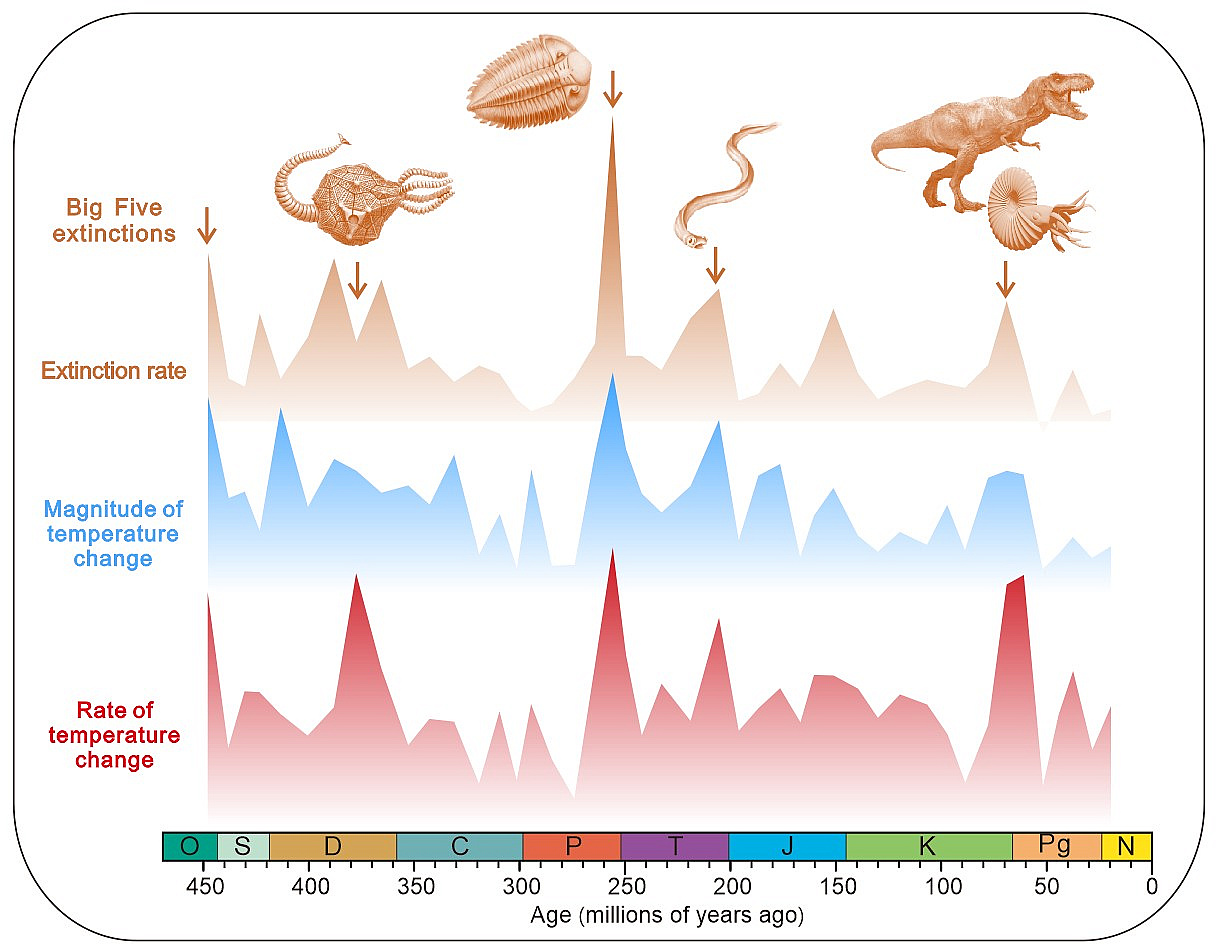 Big Five
extinctions
Extinction rate
Magnitude of
temperature
change
Rate of
temperature
change
O S D C P T J K Pg N
450 400 350 300 250 200 150 100 50 0
Age (millions of years ago)